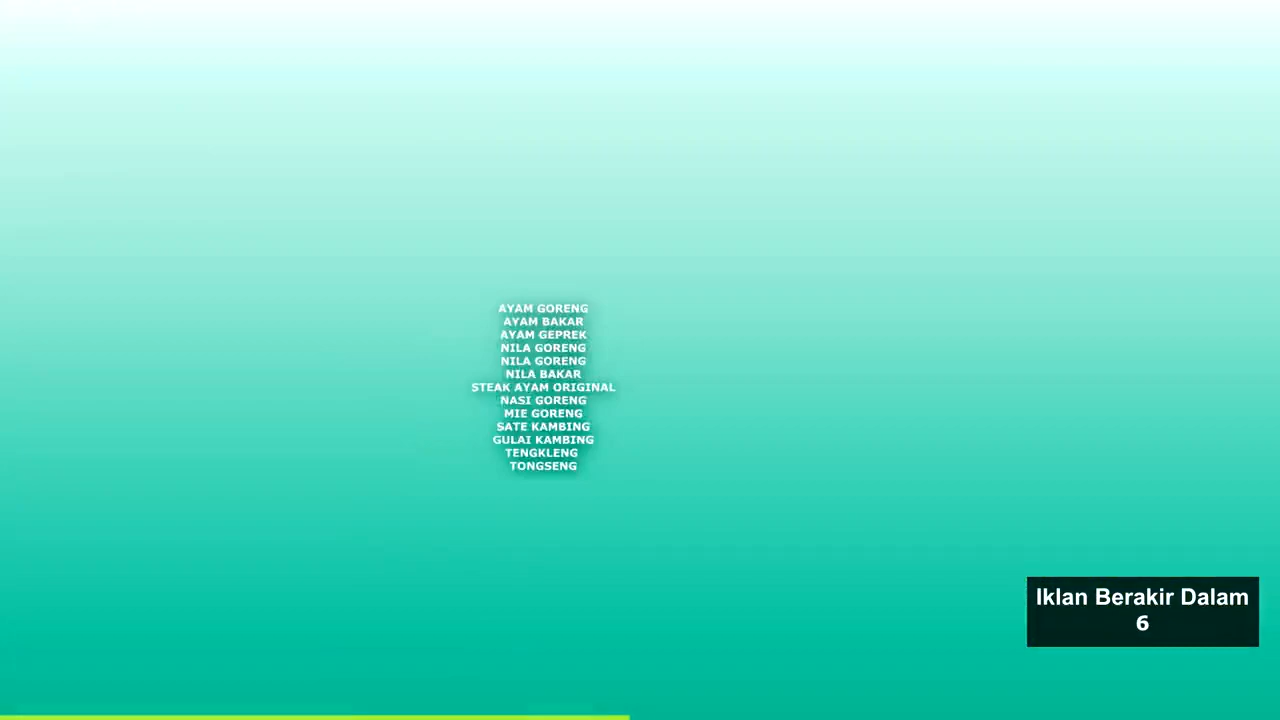 AYAM GORENG
AYAM BAKAR
AYAM GEPREK
NILA GORENG
NILA GORENG
NILA BAKAR
STEAK AYAM ORIGINAL
NASI GORENG
MIE GORENG
SATE KAMBING
GULAI KAMBING
TENGKLENG
TONGSENG
Iklan Berakir Dalam
6